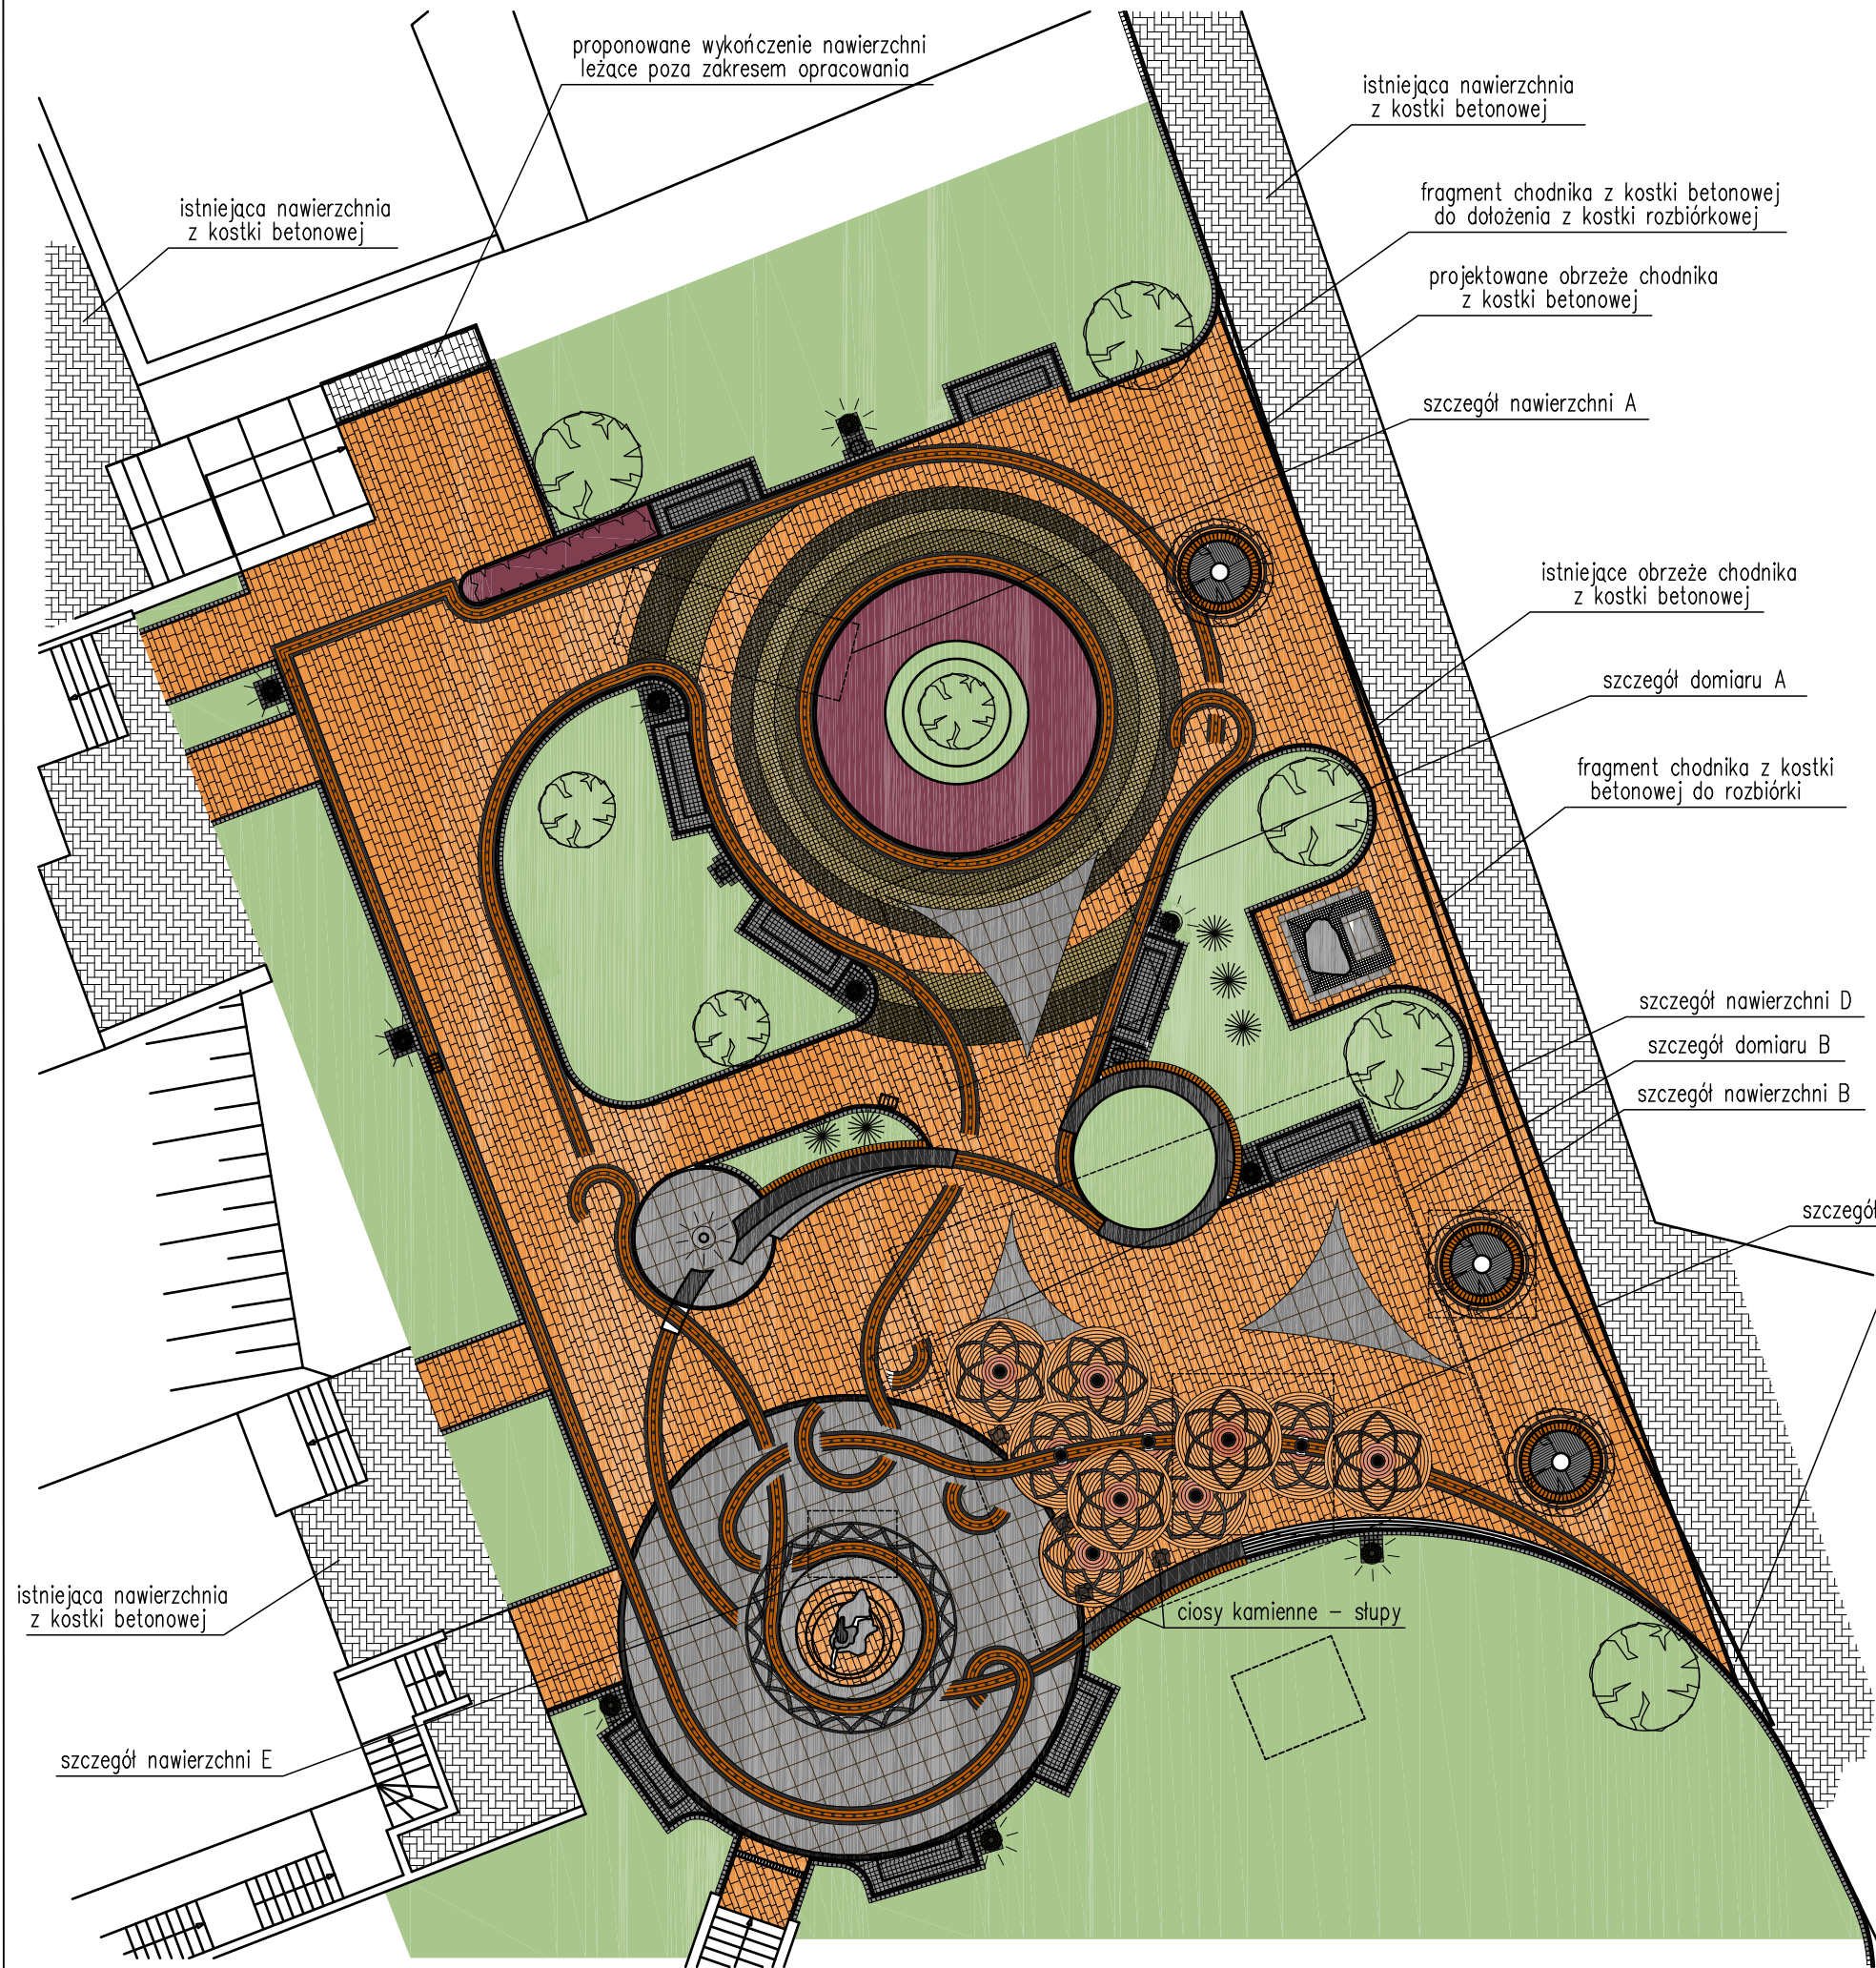 proponowane wykończenie nawierzchni
leżące poza zakresem opracowania
istniejąca nawierzchnia
z kostki betonowej
istniejąca nawierzchnia
z kostki betonowej
fragment chodnika z kostki betonowej
do dołożenia z kostki rozbiórkowej
projektowane obrzeże chodnika
z kostki betonowej
szczegół nawierzchni A
istniejące obrzeże chodnika
z kostki betonowej
szczegół domiaru A
fragment chodnika z kostki
betonowej do rozbiórki
szczegół nawierzchni D
szczegół domiaru B
szczegół nawierzchni B
szczegół
istniejąca nawierzchnia
z kostki betonowej
ciosy kamienne – słupy
szczegół nawierzchni E